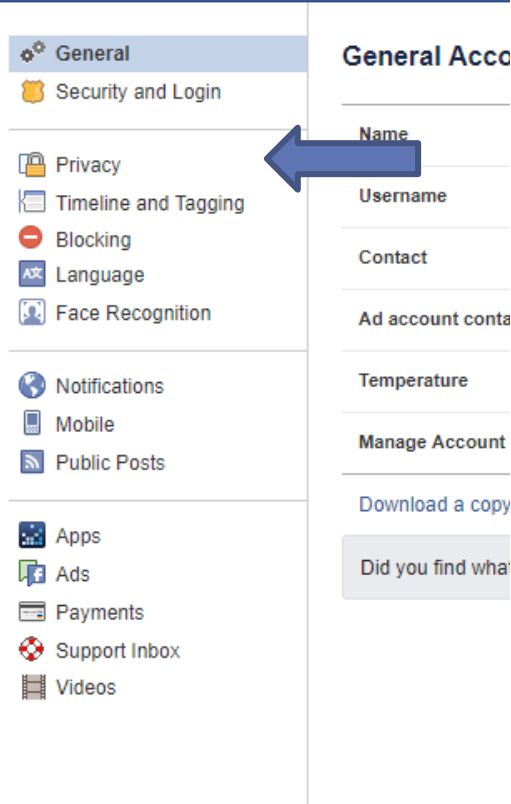 General
Security and Login
Privacy
Timeline and Tagging
Blocking
Language
Face Recognition
Notifications
Mobile
Public Posts
Apps
Ads
Payments
Support Inbox
Videos
General Acco
Name
Username
Contact
Ad account conta
Temperature
Manage Account
Download a copy
Did you find what